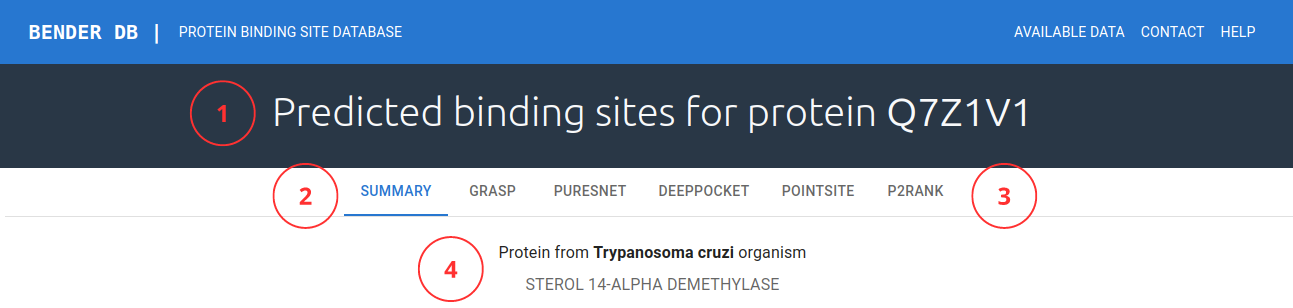 BENDER DB | PROTEIN BINDING SITE DATABASE AVAILABLE DATA CONTACT HELP
1 Predicted binding sites for protein Q7Z1V1
2 SUMMARY GRASP PURESNET DEEPPOCKET POINTSITE P2RANK 3
4 Protein from Trypanosoma cruzi organism
STEROL 14-ALPHA DEMETHYLASE